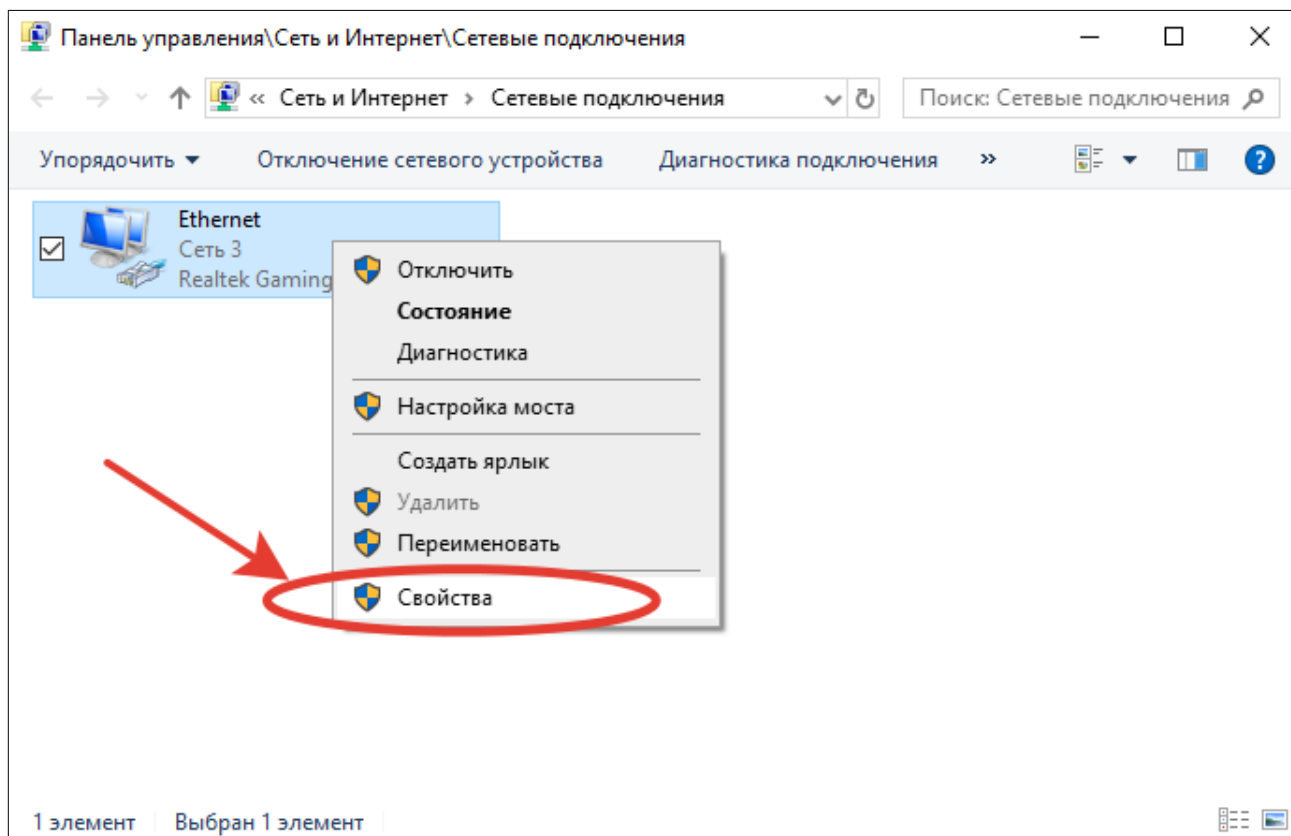 Панель управления\Сеть и Интернет\Сетевые подключения
« Сеть и Интернет › Сетевые подключения
Поиск: Сетевые подключения
Упорядочить
Отключение сетевого устройства
Диагностика подключения
»
Ethernet
Сеть 3
Realtek Gaming
Отключить
Состояние
Диагностика
Настройка моста
Создать ярлык
Удалить
Переименовать
Свойства
1 элемент
Выбран 1 элемент